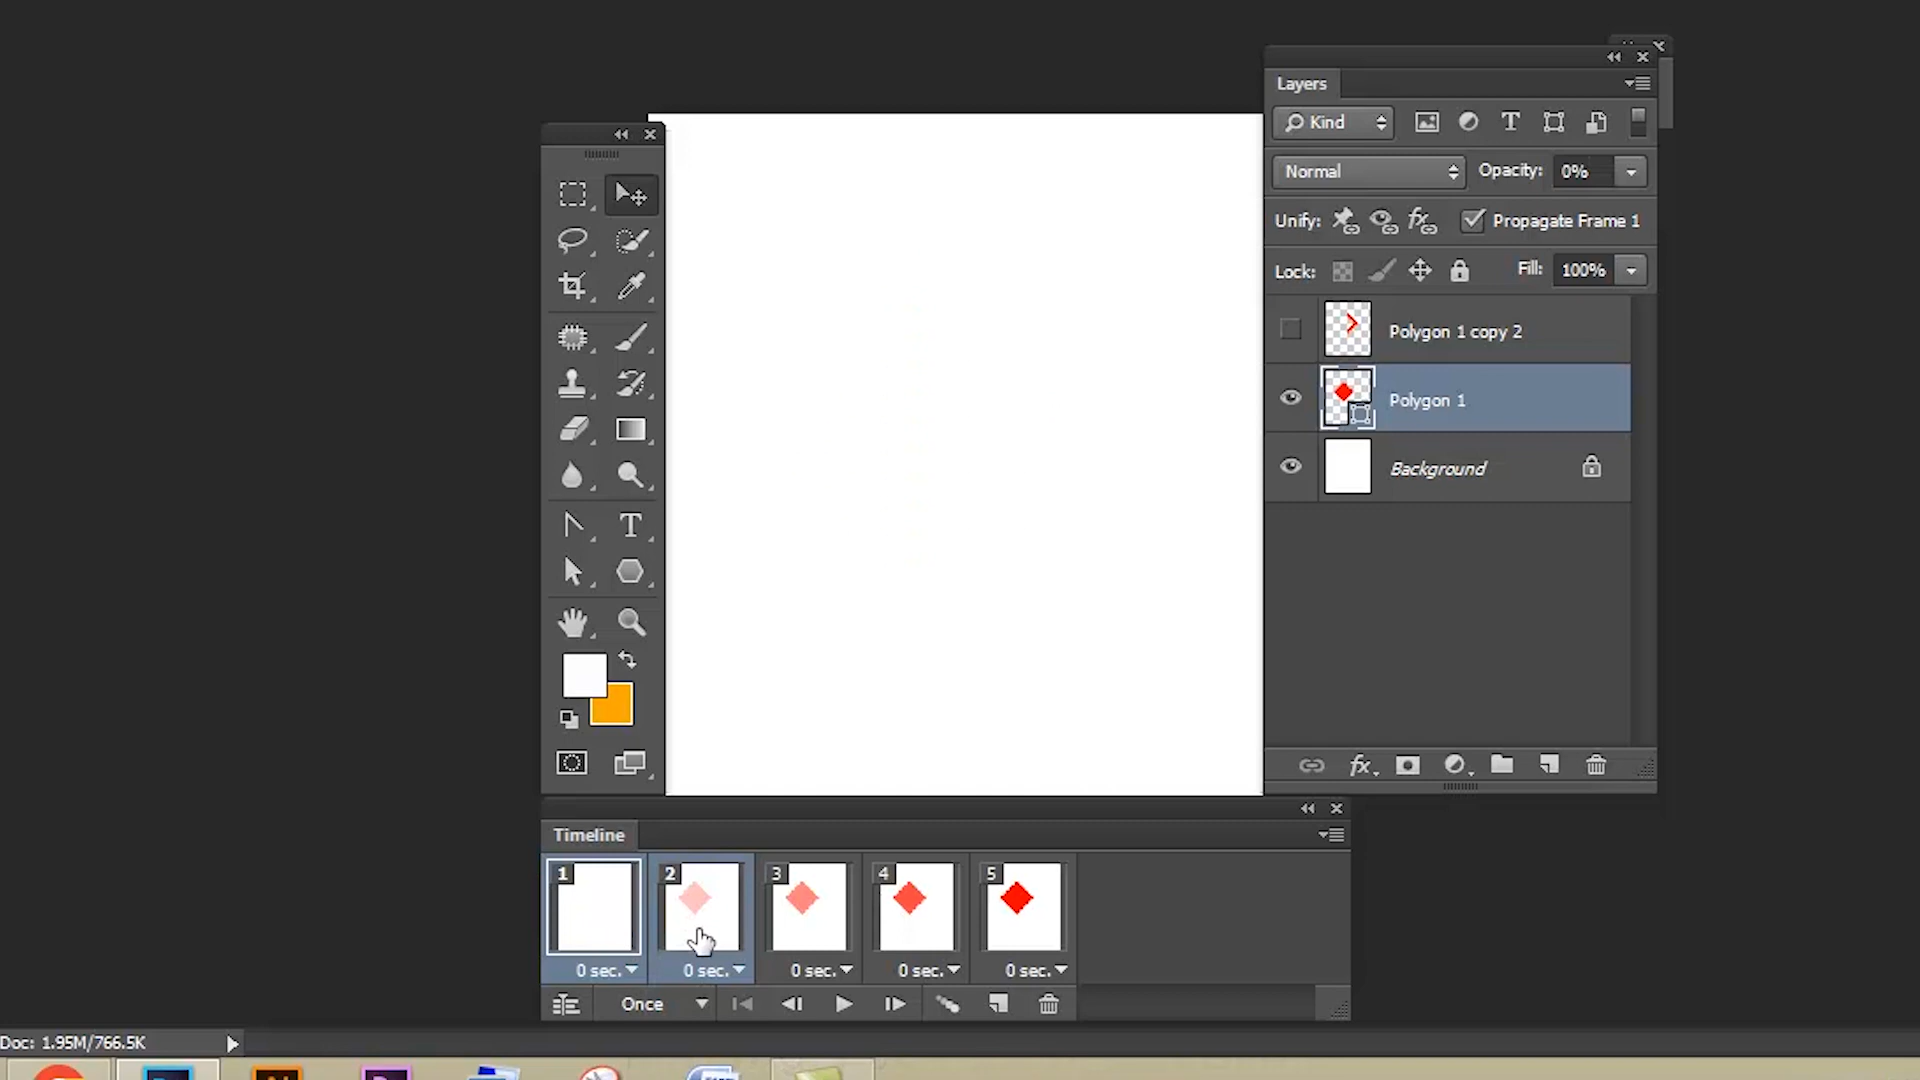 Layers
Kind
Normal Opacity: 0%
Unify: Propagate Frame 1
Lock: Fill: 100%
Polygon 1 copy 2
Polygon 1
Background
Timeline
1 2 3 4 5
0 sec. 0 sec. 0 sec. 0 sec. 0 sec.
Once
Doc: 1.95M/766.5K